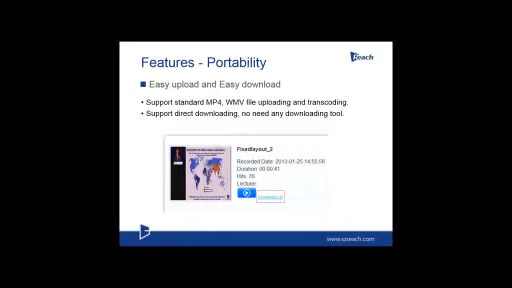 Features - Portability
Reach
Easy upload and Easy download
• Support standard MP4, WMV file uploading and transcoding.
• Support direct downloading, no need any downloading tool.
Fixedlayout_2
Recorded Date: 2013-01-25 14:55:56
Duration: 00:00:41
Hits: 76
Lecturer:
www.szreach.com